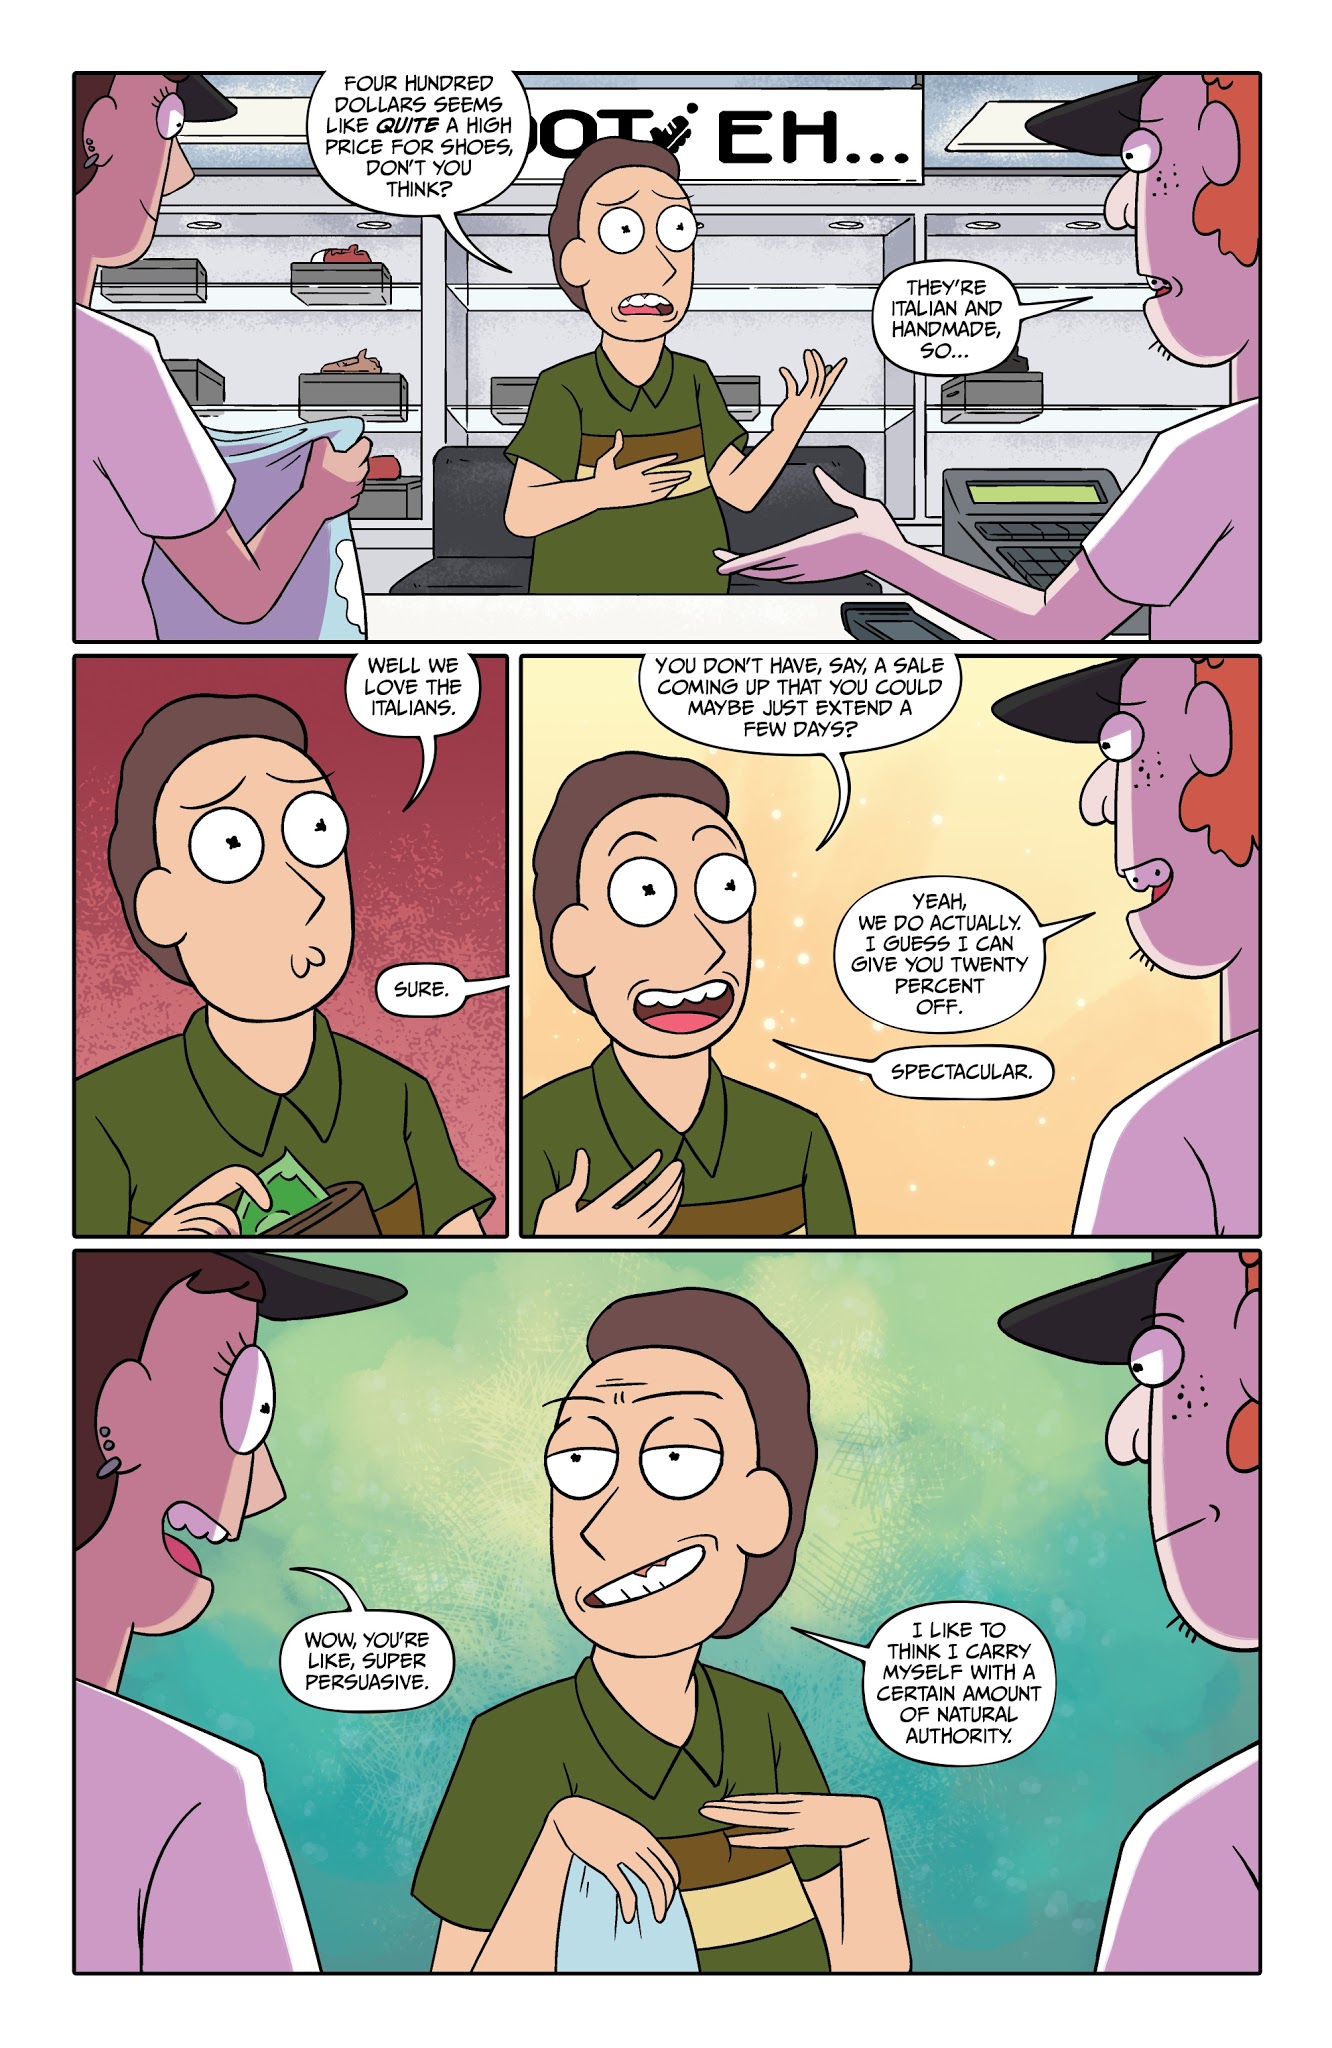 FOUR HUNDRED
DOLLARS SEEMS
LIKE QUITE A HIGH
PRICE FOR SHOES,
DON'T YOU
THINK?
OOT EH...
THEY'RE
ITALIAN AND
HANDMADE,
SO...
WELL WE
LOVE THE
ITALIANS.
SURE.
YOU DON'T HAVE, SAY, A SALE
COMING UP THAT YOU COULD
MAYBE JUST EXTEND A
FEW DAYS?
YEAH,
WE DO ACTUALLY.
I GUESS I CAN
GIVE YOU TWENTY
PERCENT
OFF.
SPECTACULAR.
WOW, YOU'RE
LIKE, SUPER
PERSUASIVE.
I LIKE TO
THINK I CARRY
MYSELF WITH A
CERTAIN AMOUNT
OF NATURAL
AUTHORITY.